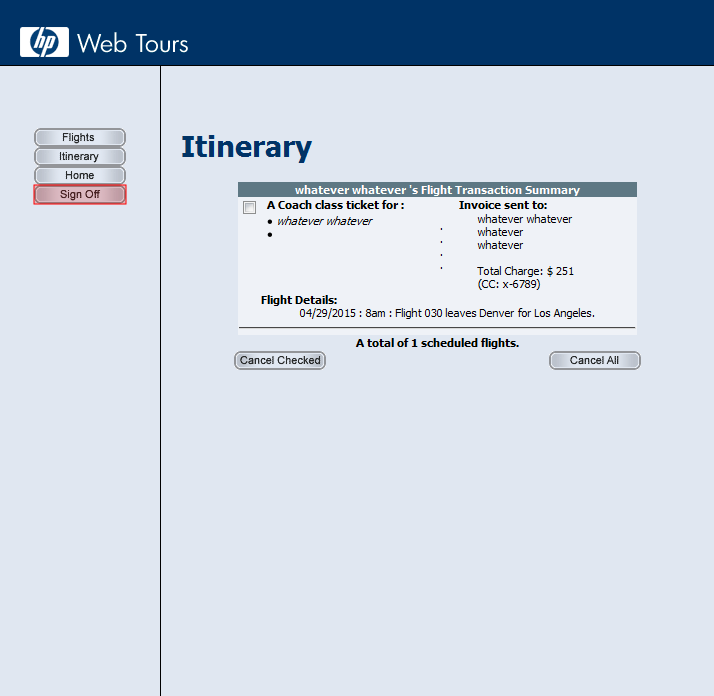 hp Web Tours
Flights
Itinerary
Home
Sign Off
Itinerary
whatever whatever 's Flight Transaction Summary
A Coach class ticket for :
• whatever whatever
•
Invoice sent to:
whatever whatever
whatever
whatever
Total Charge: $ 251
(CC: x-6789)
Flight Details:
04/29/2015 : 8am : Flight 030 leaves Denver for Los Angeles.
A total of 1 scheduled flights.
Cancel Checked
Cancel All